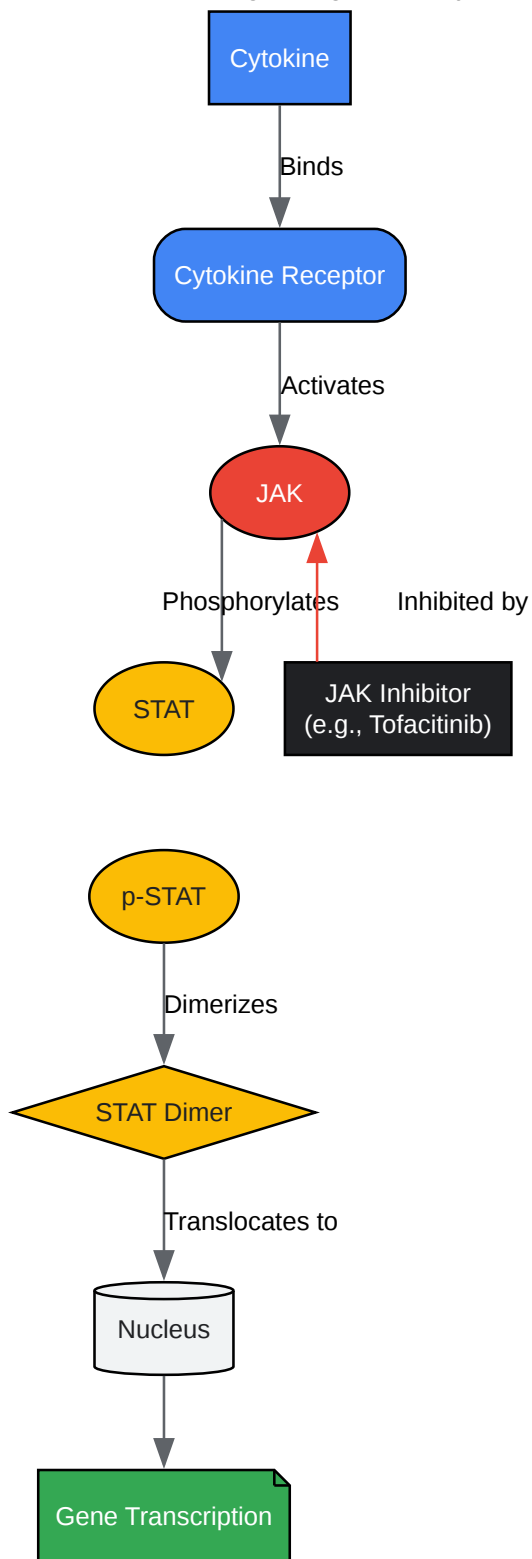 Cytokine
Binds
Cytokine Receptor
Activates
JAK
Phosphorylates
Inhibited by
STAT
JAK Inhibitor
(e.g., Tofacitinib)
p-STAT
Dimerizes
STAT Dimer
Translocates to
Nucleus
Gene Transcription